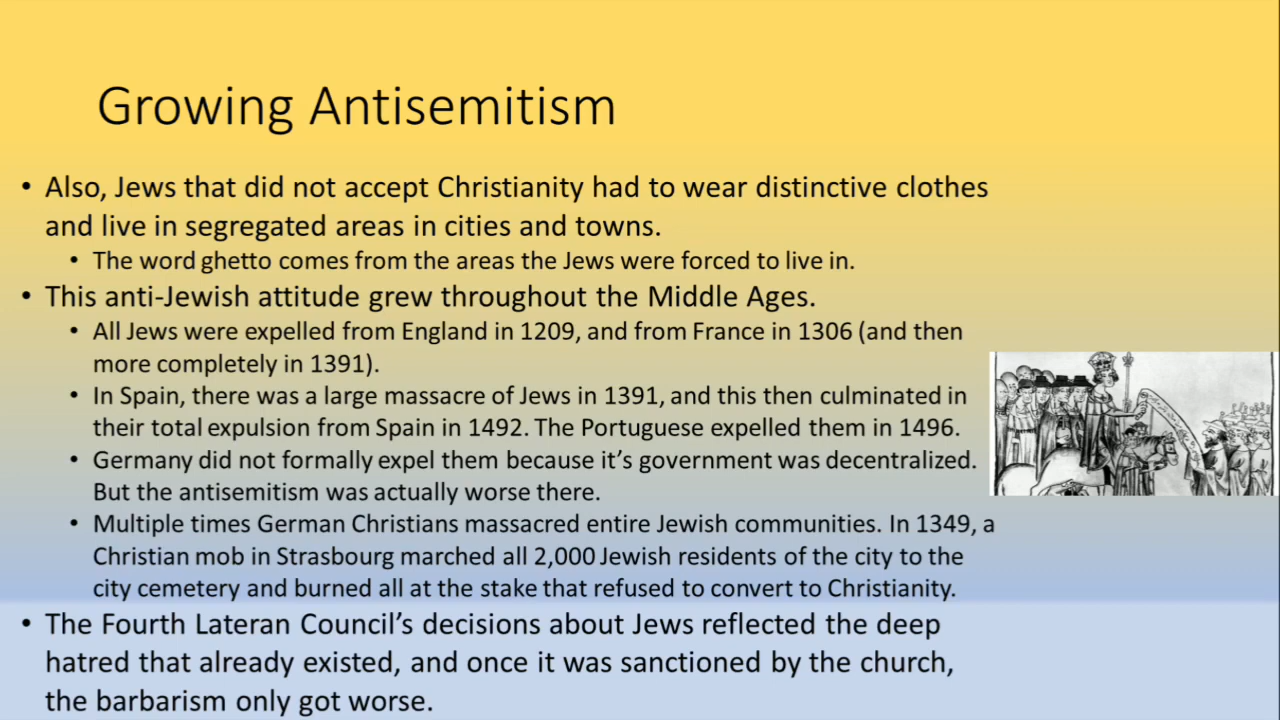 Growing Antisemitism
• Also, Jews that did not accept Christianity had to wear distinctive clothes
and live in segregated areas in cities and towns.
• The word ghetto comes from the areas the Jews were forced to live in.
• This anti-Jewish attitude grew throughout the Middle Ages.
• All Jews were expelled from England in 1209, and from France in 1306 (and then
more completely in 1391).
• In Spain, there was a large massacre of Jews in 1391, and this then culminated in
their total expulsion from Spain in 1492. The Portuguese expelled them in 1496.
• Germany did not formally expel them because it's government was decentralized.
But the antisemitism was actually worse there.
• Multiple times German Christians massacred entire Jewish communities. In 1349, a
Christian mob in Strasbourg marched all 2,000 Jewish residents of the city to the
city cemetery and burned all at the stake that refused to convert to Christianity.
• The Fourth Lateran Council's decisions about Jews reflected the deep
hatred that already existed, and once it was sanctioned by the church,
the barbarism only got worse.